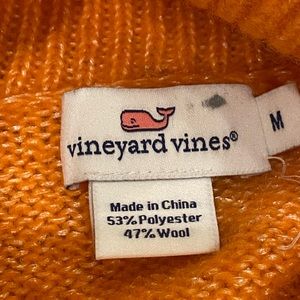 vineyard vines®
M
Made in China
53% Polyester
47% Wool